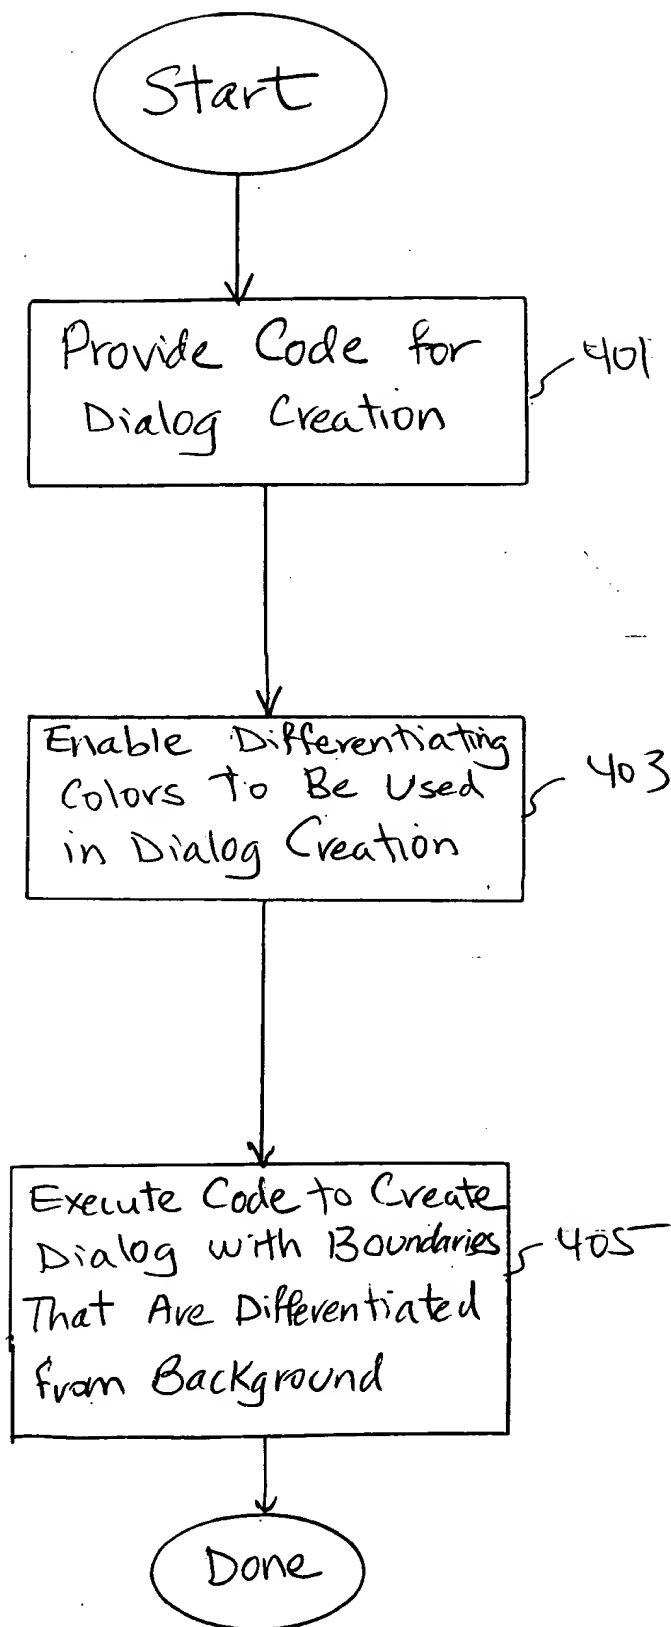 Start
Provide Code for
Dialog Creation
401
Enable Differentiating
Colors to Be Used
in Dialog Creation
403
Execute Code to Create
Dialog with Boundaries
That Are Differentiated
from Background
405
Done